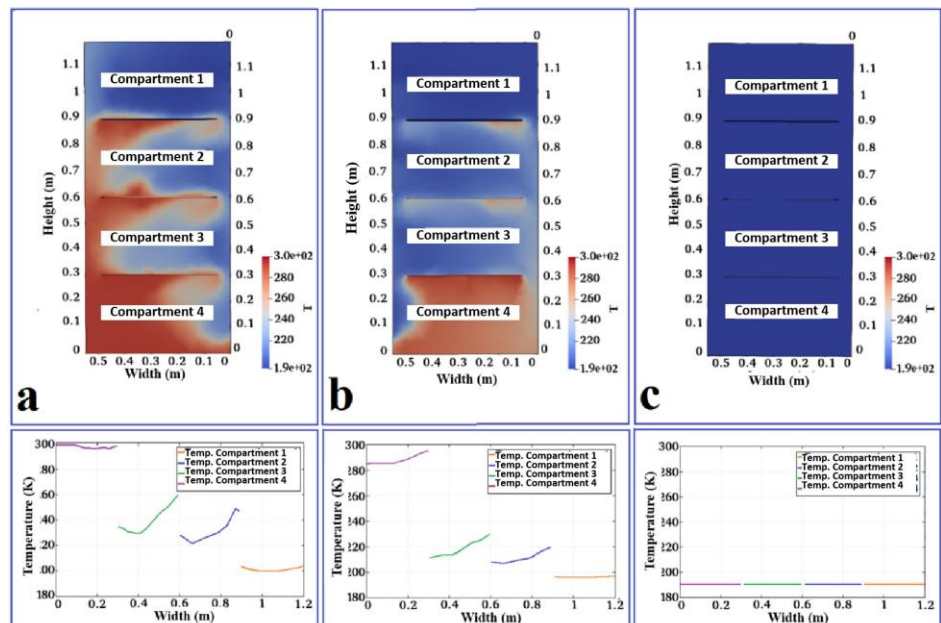 0
1.1
1
0.9
0.8
0.7
0.6
0.5
0.4
0.3
0.2
0.1
0
Height (m)
Compartment 1
Compartment 2
Compartment 3
Compartment 4
1.1
1
0.9
0.8
0.7
0.6
0.5
0.4
0.3
0.2
0.1
0
0.5 0.4 0.3 0.2 0.1 0
Width (m)
3.0e+02
280
260
240
220
1.9e+02
T
a
0
1.1
1
0.9
0.8
0.7
0.6
0.5
0.4
0.3
0.2
0.1
0
Height (m)
Compartment 1
Compartment 2
Compartment 3
Compartment 4
1.1
1
0.9
0.8
0.7
0.6
0.5
0.4
0.3
0.2
0.1
0
0.5 0.4 0.3 0.2 0.1 0
Width (m)
3.0e+02
280
260
240
220
1.9e+02
T
b
0
1.1
1
0.9
0.8
0.7
0.6
0.5
0.4
0.3
0.2
0.1
0
Height (m)
Compartment 1
Compartment 2
Compartment 3
Compartment 4
1.1
1
0.9
0.8
0.7
0.6
0.5
0.4
0.3
0.2
0.1
0
0.5 0.4 0.3 0.2 0.1 0
Width (m)
3.0e+02
280
260
240
220
1.9e+02
T
c
300
180
Temperature (K)
Temp. Compartment 1
Temp. Compartment 2
Temp. Compartment 3
Temp. Compartment 4
0 0.2 0.4 0.6 0.8 1 1.2
Width (m)
300
280
260
240
220
200
180
Temperature (K)
Temp. Compartment 1
Temp. Compartment 2
Temp. Compartment 3
Temp. Compartment 4
0 0.2 0.4 0.6 0.8 1 1.2
Width (m)
300
280
260
240
220
200
180
Temperature (K)
Temp. Compartment 1
Temp. Compartment 2
Temp. Compartment 3
Temp. Compartment 4
0 0.2 0.4 0.6 0.8 1 1.2
Width (m)